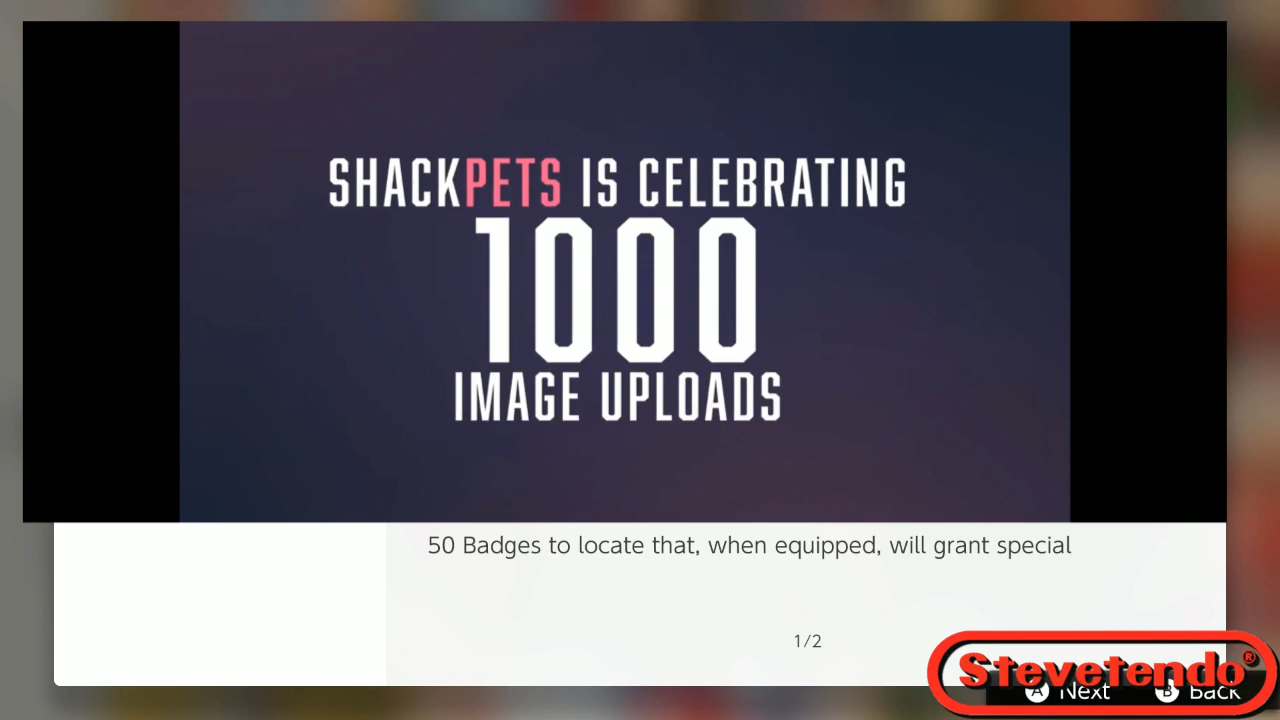 SHACKPETS IS CELEBRATING
1000
IMAGE UPLOADS
50 Badges to locate that, when equipped, will grant special
1/2
Stevetendo®
A Next B Back